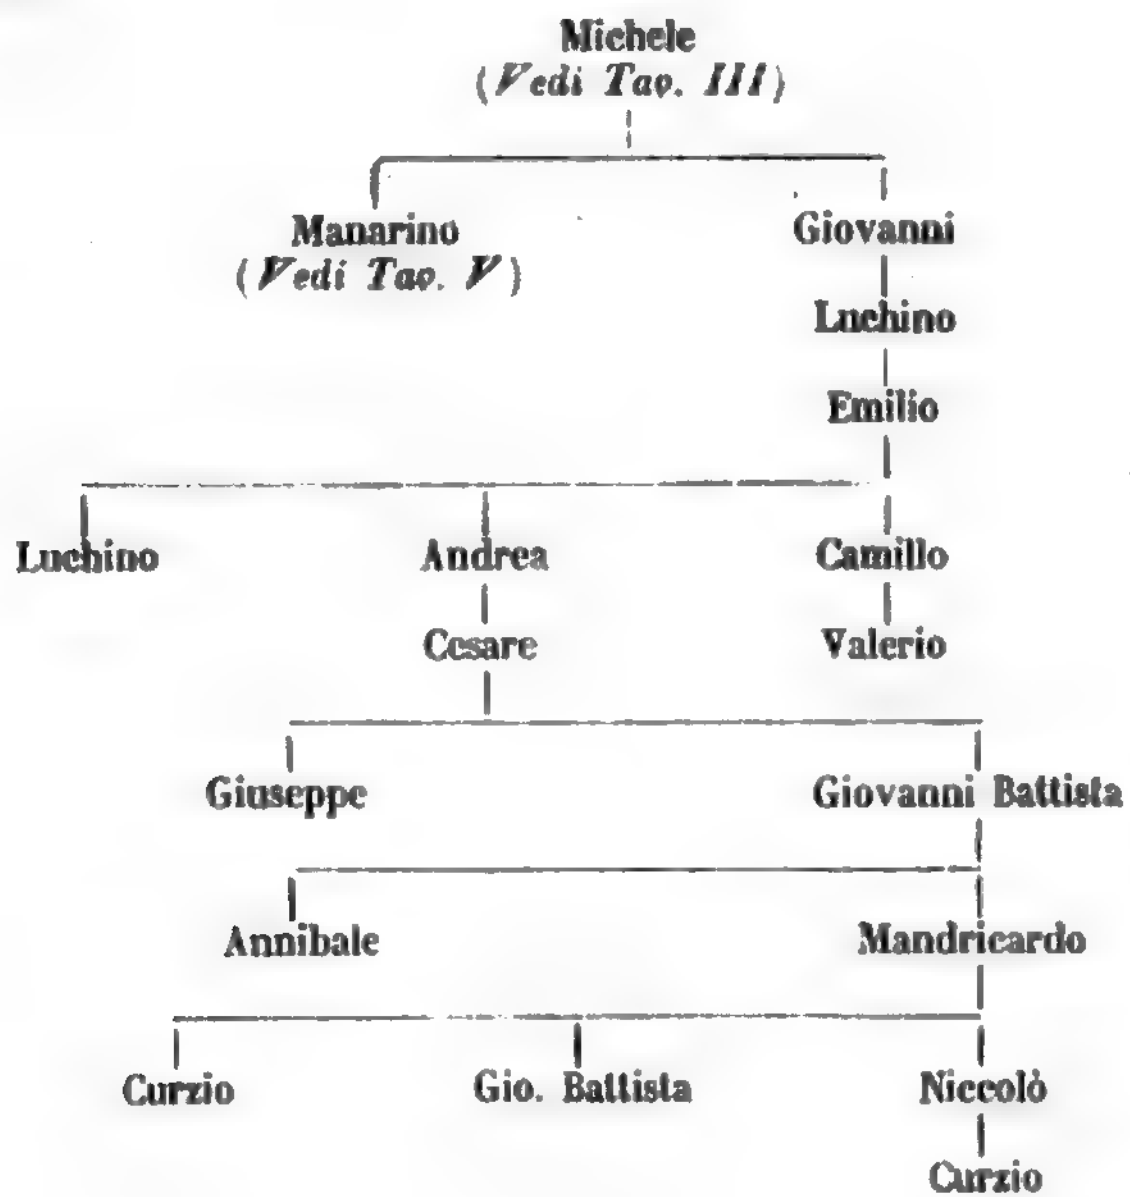 Michele
(Vedi Tav. III)
Manarino Giovanni
(Vedi Tav. V)
Luchino
Emilio
Luchino Andrea Camillo
Cesare Valerio
Giuseppe Giovanni Battista
Annibale Mandricardo
Curzio Gio. Battista Niccolò
Curzio